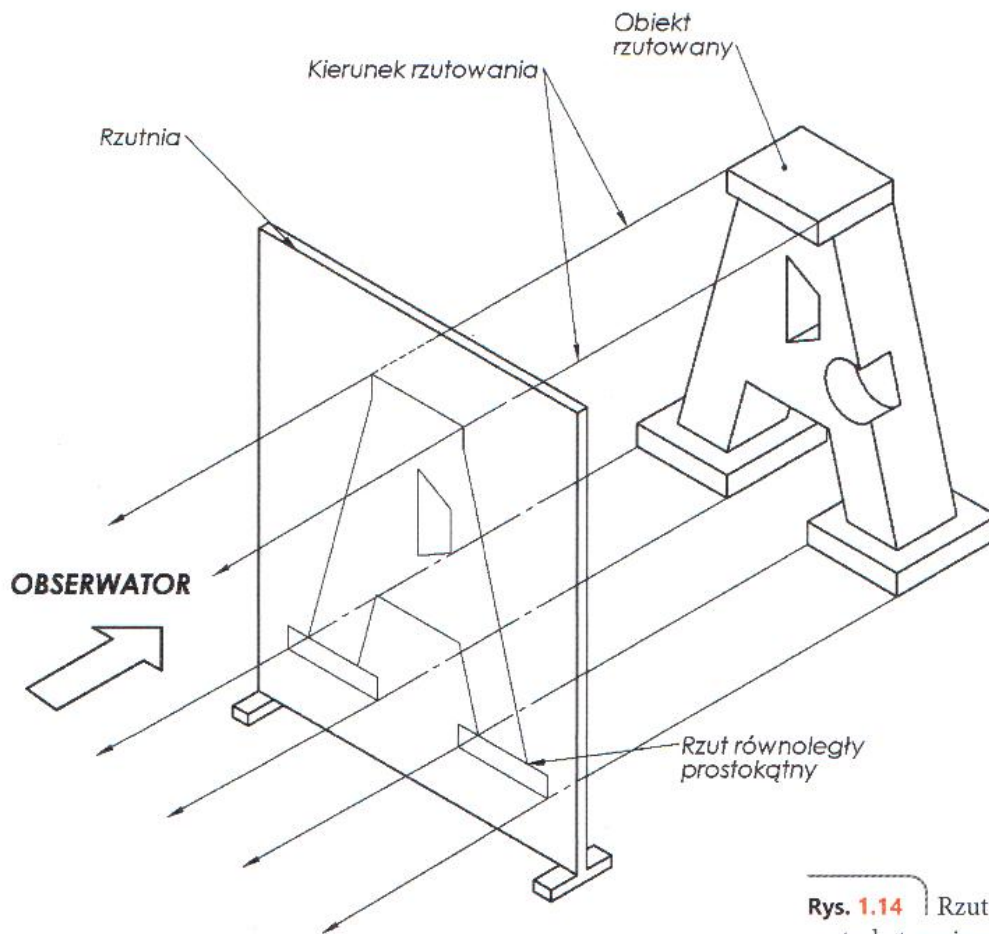 Obiekt
rzutowany
Kierunek rzutowania
Rzutnia
OBSERWATOR
Rzut równoległy
prostokątny
Rys. 1.14 Rzut